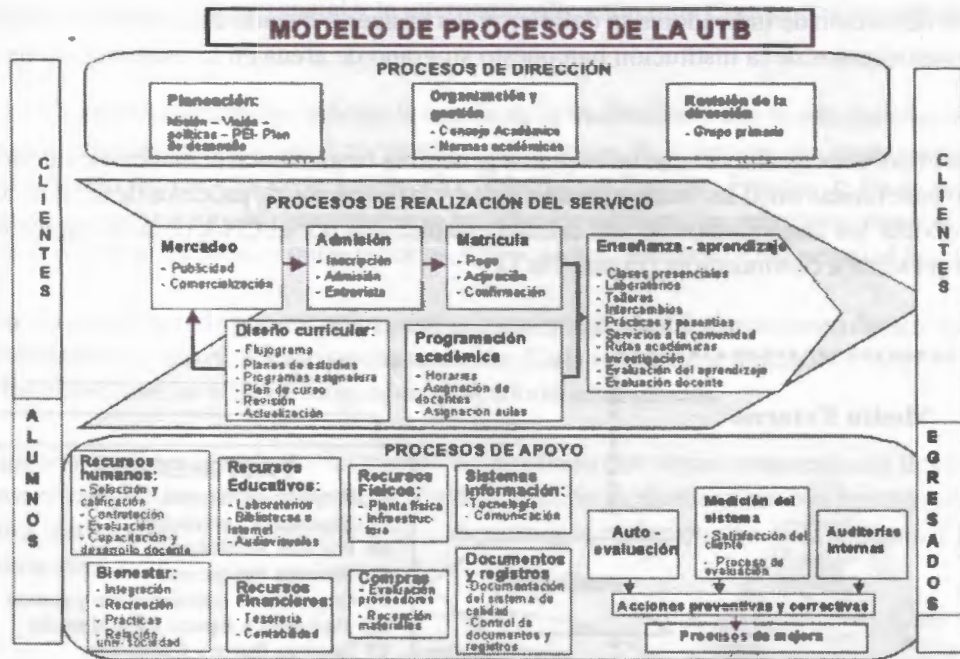 MODELO DE PROCESOS DE LA UTB
PROCESOS DE DIRECCIÓN
Planeación:
Misión – Visión
políticas – PEI- Plan
de desarrollo
Organización y
gestión
- Consejo Académico
- Normas académicas
Revisión de la
dirección
- Grupo primario
CLIENTES
ALUMNOS
PROCESOS DE REALIZACIÓN DEL SERVICIO
Mercadeo
- Publicidad
- Comercialización
Admisión
- Inscripción
- Admisión
- Entrevista
Matrícula
- Pago
- Confirmación
Enseñanza - aprendizaje
- Clases presenciales
- Laboratorios
- Talleres
- Intercambios
- Prácticas y pasantías
- Servicios a la comunidad
- Rutas académicas
- Investigación
- Evaluación del aprendizaje
- Evaluación docente
Diseño curricular:
- Flujograma
- Planes de estudios
- Programas asignatura
- Plan de curso
- Revisión
- Actualización
Programación
académica
- Horarios
- Asignación de
docentes
- Asignación aulas
PROCESOS DE APOYO
Recursos
humanos:
- Selección y
calificación
- Contratación
- Evaluación
- Capacitación y
desarrollo docente
Recursos
Educativos:
- Laboratorios
- Bibliotecas e
internet
- Audiovisuales
Recursos
Físicos:
- Planta física
- Infraestruc-
tura
Sistemas
Información:
- Tecnología
- Comunicación
Auto -
evaluación
Medición del
sistema
- Satisfacción del
cliente
- Proceso de
evaluación
Auditorías
internas
Bienestar:
- Integración
- Recreación
- Prácticas
- Relación
univ- sociedad
Recursos
Financieros:
- Tesorería
- Contabilidad
Compras
- Evaluación
proveedores
- Recepción
materiales
Documentos
y registros
- Documentación
del sistema de
calidad
- Control de
documentos y
registros
Acciones preventivas y correctivas
Procesos de mejora
CLIENTES
EGRESADOS